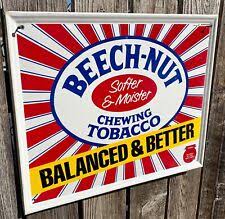 BEECH-NUT
Softer
& Moister
CHEWING
TOBACCO
BALANCED & BETTER